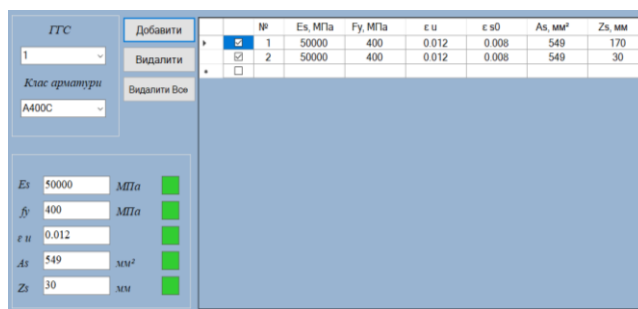 ГГС
1
Клас арматури
A400C
Добавити
Видалити
Видалити Все
№ Es, МПа Fy, МПа ε u ε s0 As, мм² Zs, мм
1 50000 400 0.012 0.008 549 170
2 50000 400 0.012 0.008 549 30
Es 50000 МПа
fy 400 МПа
ε u 0.012
As 549 мм²
Zs 30 мм